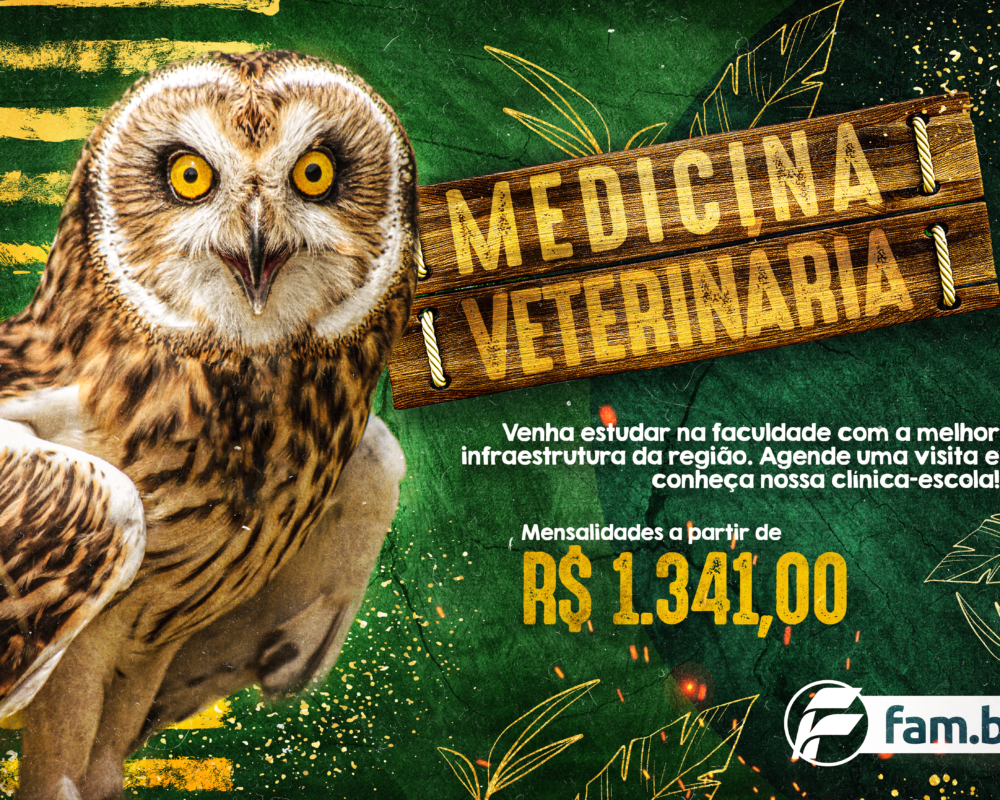 MEDICINA
VETERINÁRIA
Venha estudar na faculdade com a melhor
infraestrutura da região. Agende uma visita e
conheça nossa clínica-escola!
Mensalidades a partir de
R$ 1.341,00
fam.b